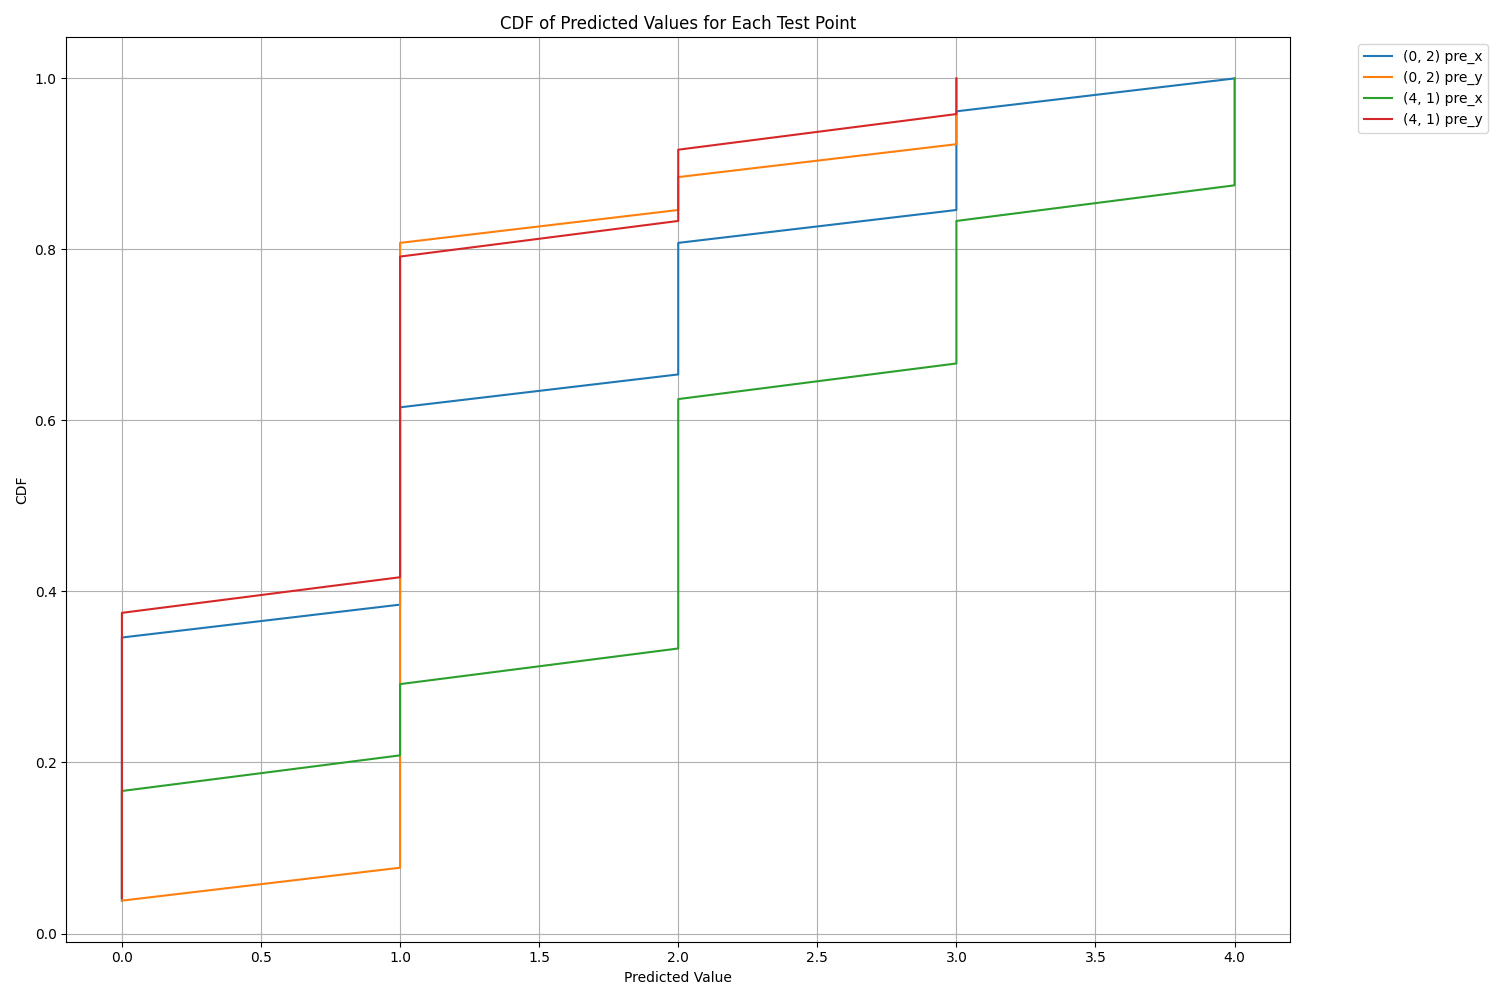 CDF of Predicted Values for Each Test Point
(0, 2) pre_x
(0, 2) pre_y
(4, 1) pre_x
(4, 1) pre_y
1.0
0.8
0.6
0.4
0.2
0.0
CDF
0.0 0.5 1.0 1.5 2.0 2.5 3.0 3.5 4.0
Predicted Value